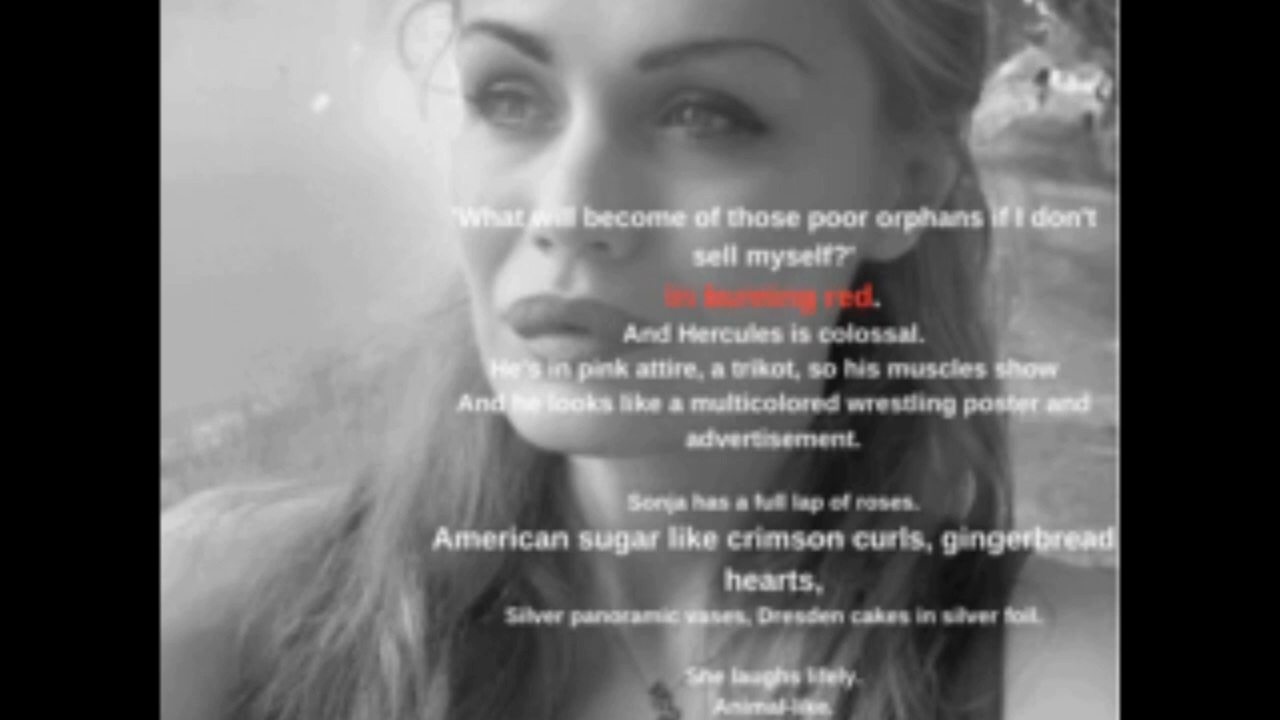 "What will become of those poor orphans if I don't
sell myself?"
In burning red.
And Hercules is colossal.
He's in pink attire, a trikot, so his muscles show
And he looks like a multicolored wrestling poster and
advertisement.
Sonja has a full lap of roses.
American sugar like crimson curls, gingerbread
hearts,
Silver panoramic vases, Dresden cakes in silver foil.
She laughs lifely.
Animal-like.